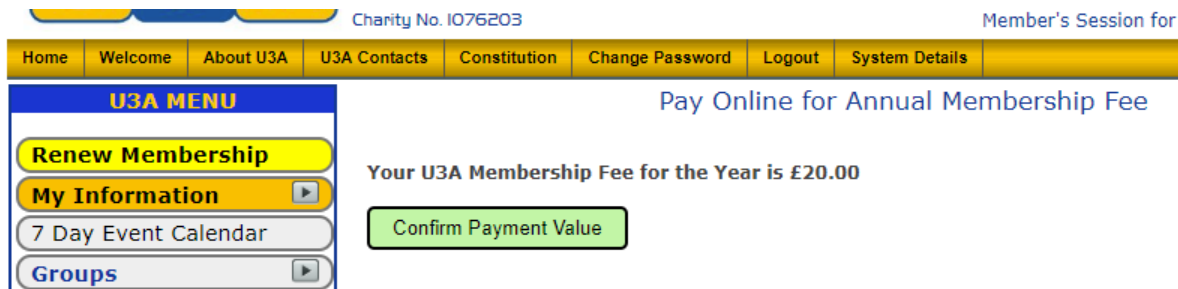 Charity No. 1076203
Member's Session for
Home Welcome About U3A U3A Contacts Constitution Change Password Logout System Details
U3A MENU
Pay Online for Annual Membership Fee
Renew Membership
Your U3A Membership Fee for the Year is £20.00
My Information
Confirm Payment Value
7 Day Event Calendar
Groups